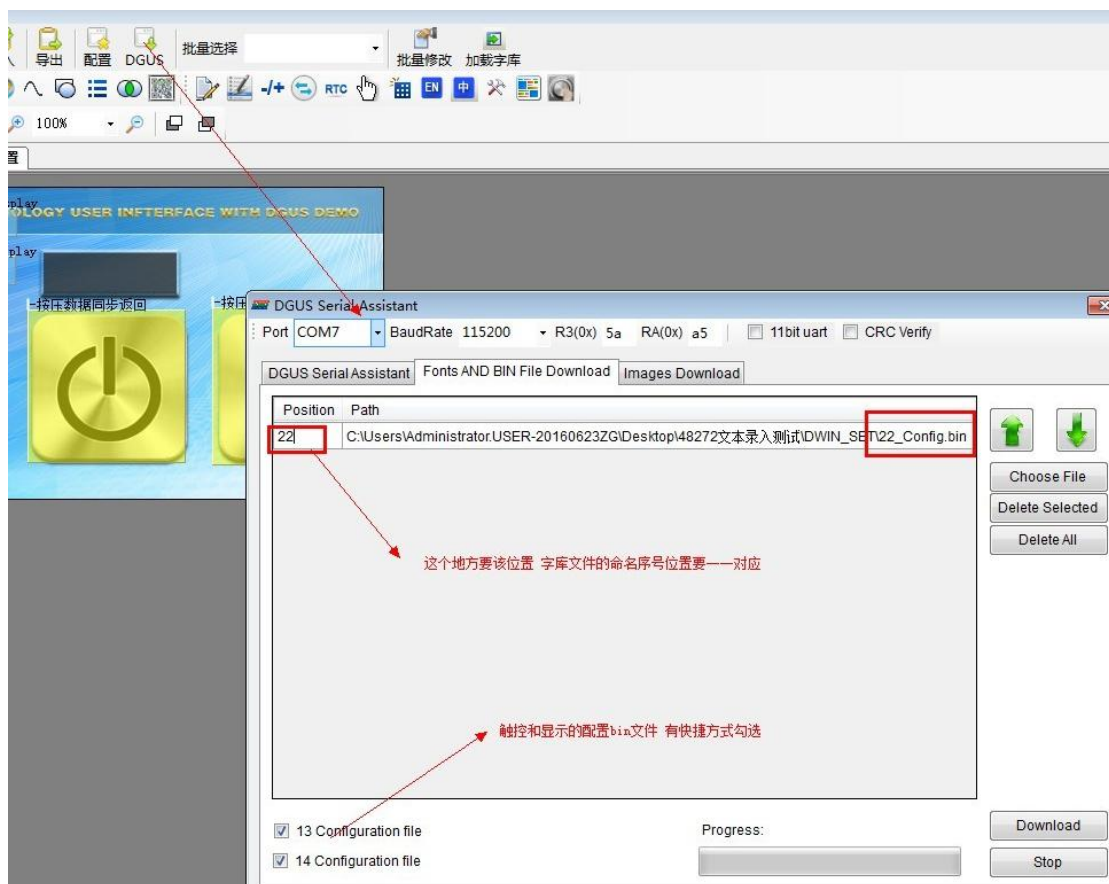 导出 配置 DGUS 批量选择 批量修改 加载字库
-/+ RTC EN 中
100%
置
play
OLOGY USER INFTERFACE WITH DGUS DEMO
play
按压数据同步返回
按压
DGUS Serial Assistant
Port COM7 BaudRate 115200 R3(0x) 5a RA(0x) a5 11bit uart CRC Verify
DGUS Serial Assistant Fonts AND BIN File Download Images Download
Position Path
22 C:\Users\Administrator.USER-20160623ZG\Desktop\48272文本录入测试\DWIN_SET\22_Config.bin
Choose File
Delete Selected
Delete All
这个地方要该位置 字库文件的命名序号位置要一一对应
触控和显示的配置bin文件 有快捷方式勾选
13 Configuration file Progress: Download
14 Configuration file Stop